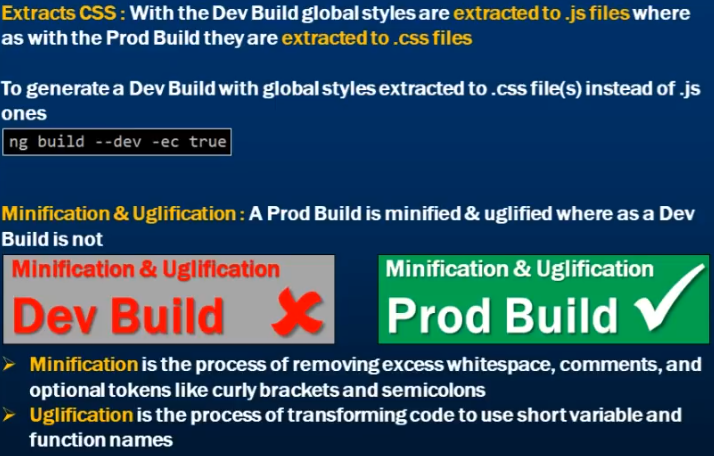 Extracts CSS : With the Dev Build global styles are extracted to .js files where
as with the Prod Build they are extracted to .css files
To generate a Dev Build with global styles extracted to .css file(s) instead of .js
ones
ng build --dev -ec true
Minification & Uglification : A Prod Build is minified & uglified where as a Dev
Build is not
Minification & Uglification
Dev Build
Minification & Uglification
Prod Build
Minification is the process of removing excess whitespace, comments, and
optional tokens like curly brackets and semicolons
Uglification is the process of transforming code to use short variable and
function names